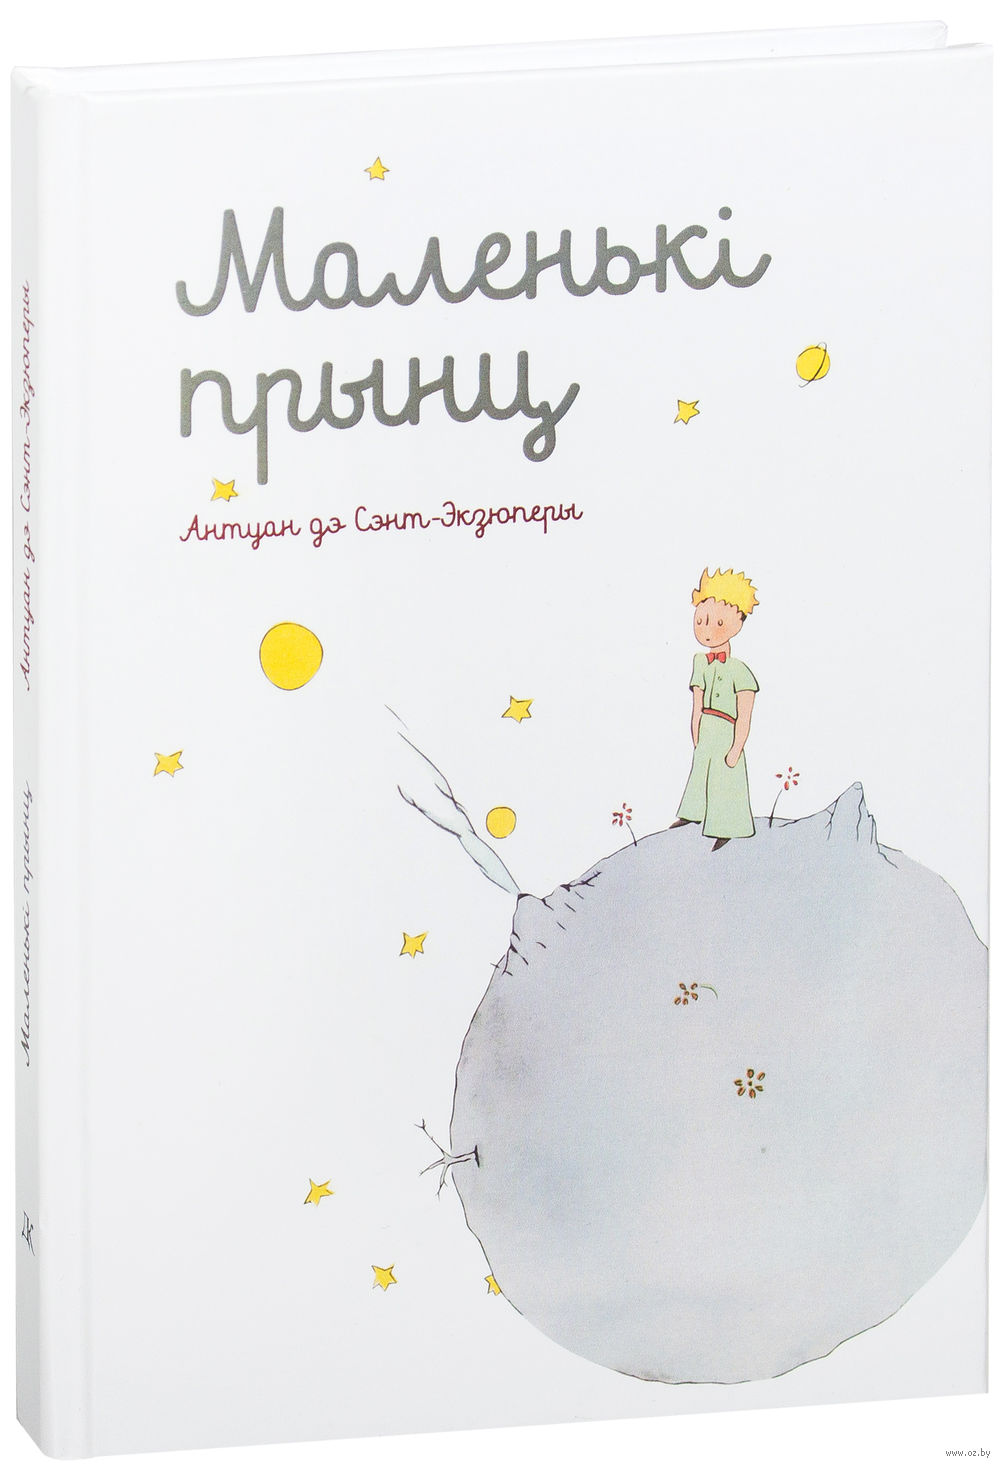 Маленькі
прынц
Антуан дэ Сэнт-Экзюперы
Маленькі прынц Антуан дэ Сэнт-Экзюперы
www.oz.by